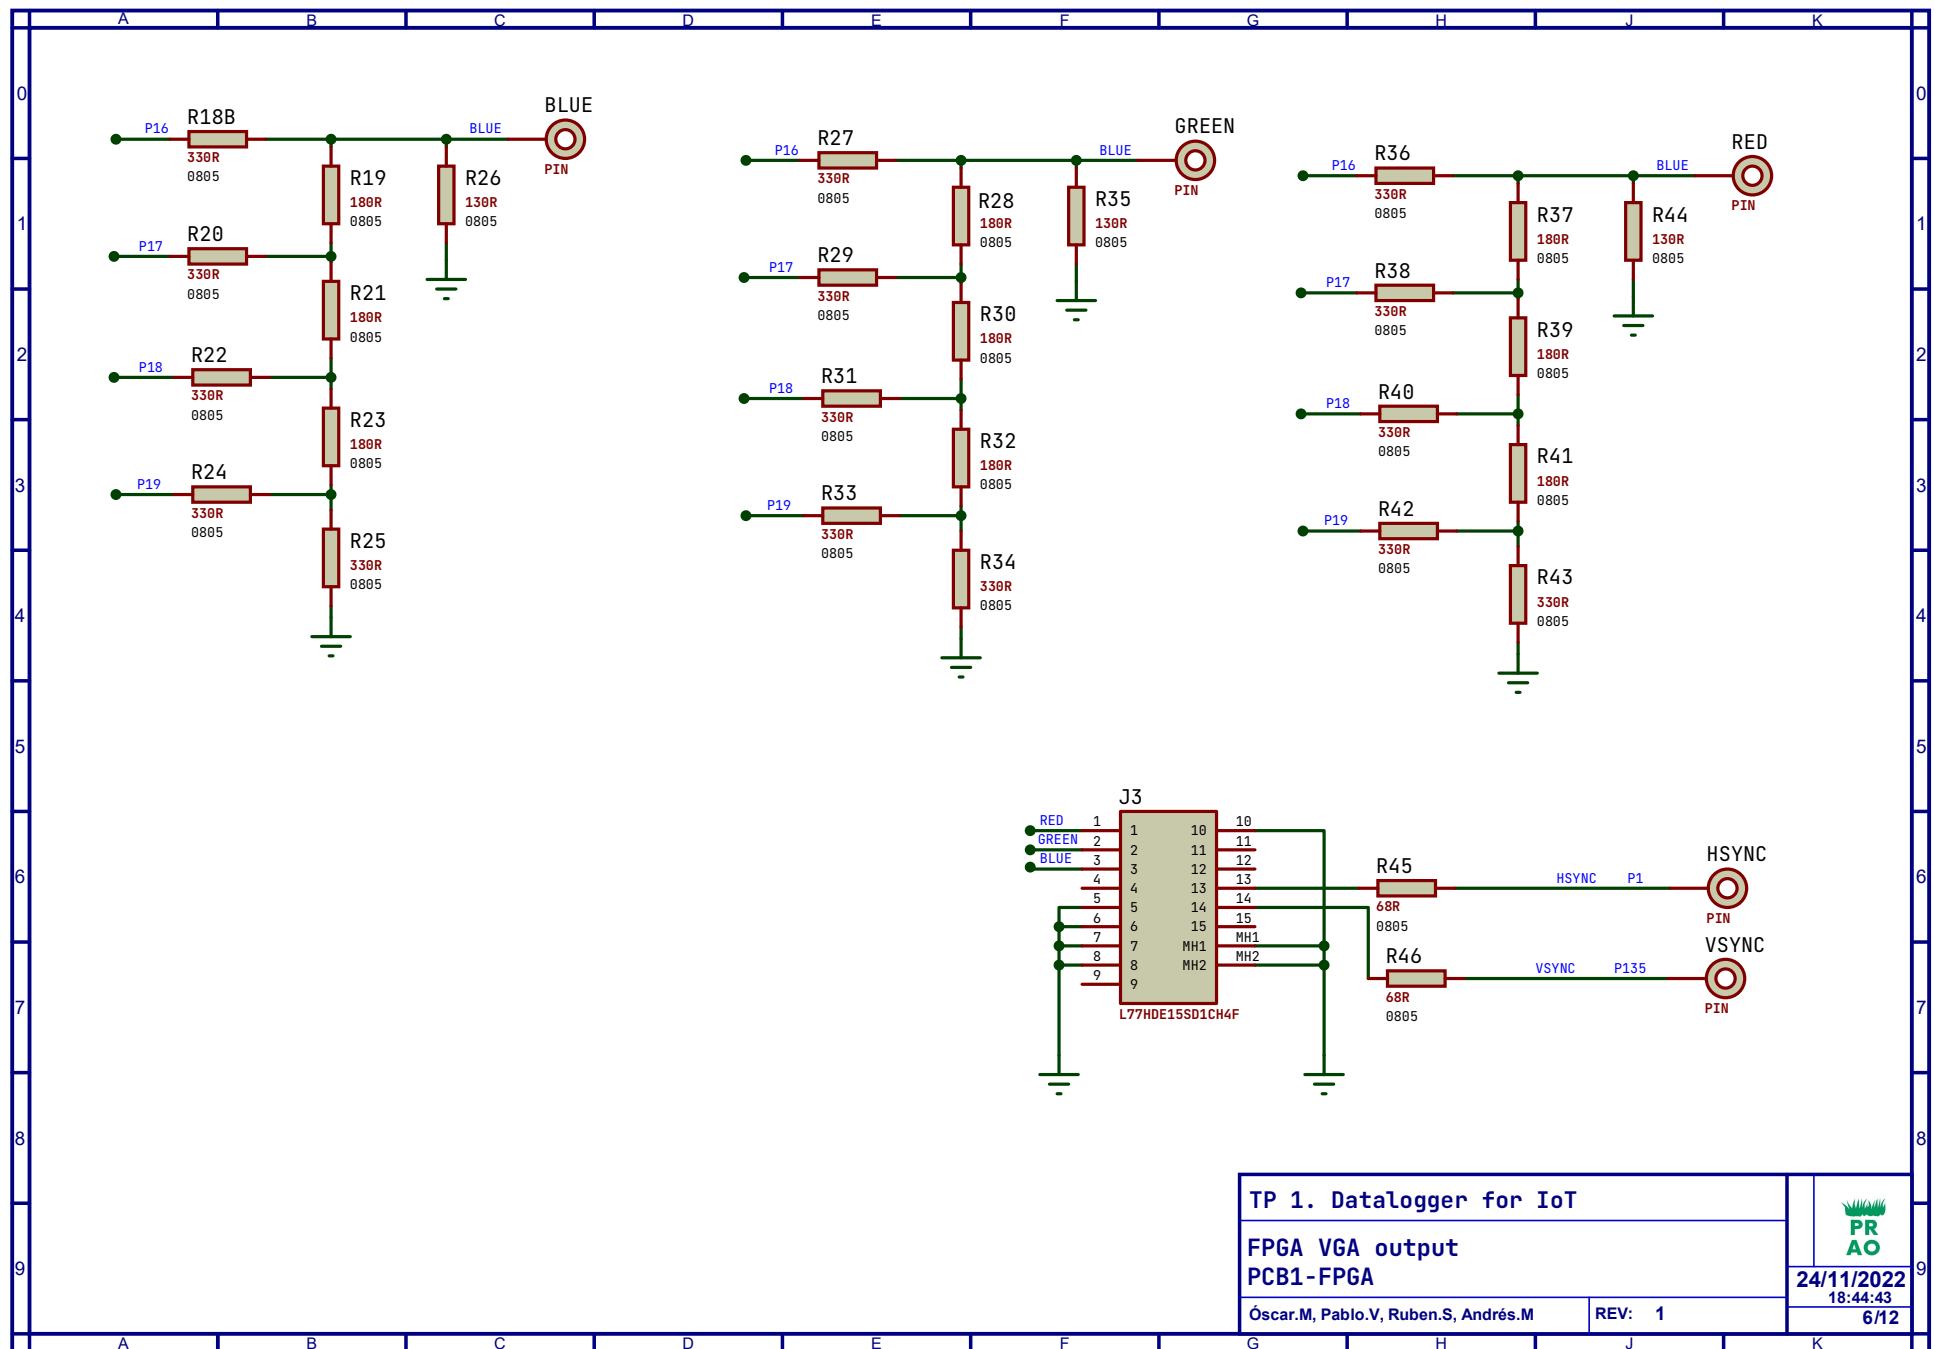 A B C D E F G H J K
0 0
1 1
2 2
3 3
4 4
5 5
6 6
7 7
8 8
9 9
P16 R18B 330R 0805
BLUE BLUE PIN
R19 180R 0805
R26 130R 0805
P17 R20 330R 0805
R21 180R 0805
P18 R22 330R 0805
R23 180R 0805
P19 R24 330R 0805
R25 330R 0805
P16 R27 330R 0805
BLUE GREEN PIN
R28 180R 0805
R35 130R 0805
P17 R29 330R 0805
R30 180R 0805
P18 R31 330R 0805
R32 180R 0805
P19 R33 330R 0805
R34 330R 0805
P16 R36 330R 0805
BLUE RED PIN
R37 180R 0805
R44 130R 0805
P17 R38 330R 0805
R39 180R 0805
P18 R40 330R 0805
R41 180R 0805
P19 R42 330R 0805
R43 330R 0805
J3
RED 1 1 10 10
GREEN 2 2 11 11
BLUE 3 3 12 12
4 4 13 13
5 5 14 14
6 6 15 15
7 7 MH1 MH1
8 8 MH2 MH2
9 9
L77HDE15SD1CH4F
R45 68R 0805
HSYNC P1 HSYNC PIN
R46 68R 0805
VSYNC P135 VSYNC PIN
TP 1. Datalogger for IoT
FPGA VGA output
PCB1-FPGA
Óscar.M, Pablo.V, Ruben.S, Andrés.M
REV: 1
PR
AO
24/11/2022
18:44:43
6/12
A B C D E F G H J K